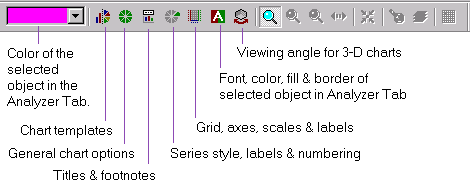 A
Color of the
selected
object in the
Analyzer Tab.
Viewing angle for 3-D charts
Font, color, fill & border of
selected object in Analyzer Tab
Chart templates
Grid, axes, scales & labels
General chart options
Series style, labels & numbering
Titles & footnotes